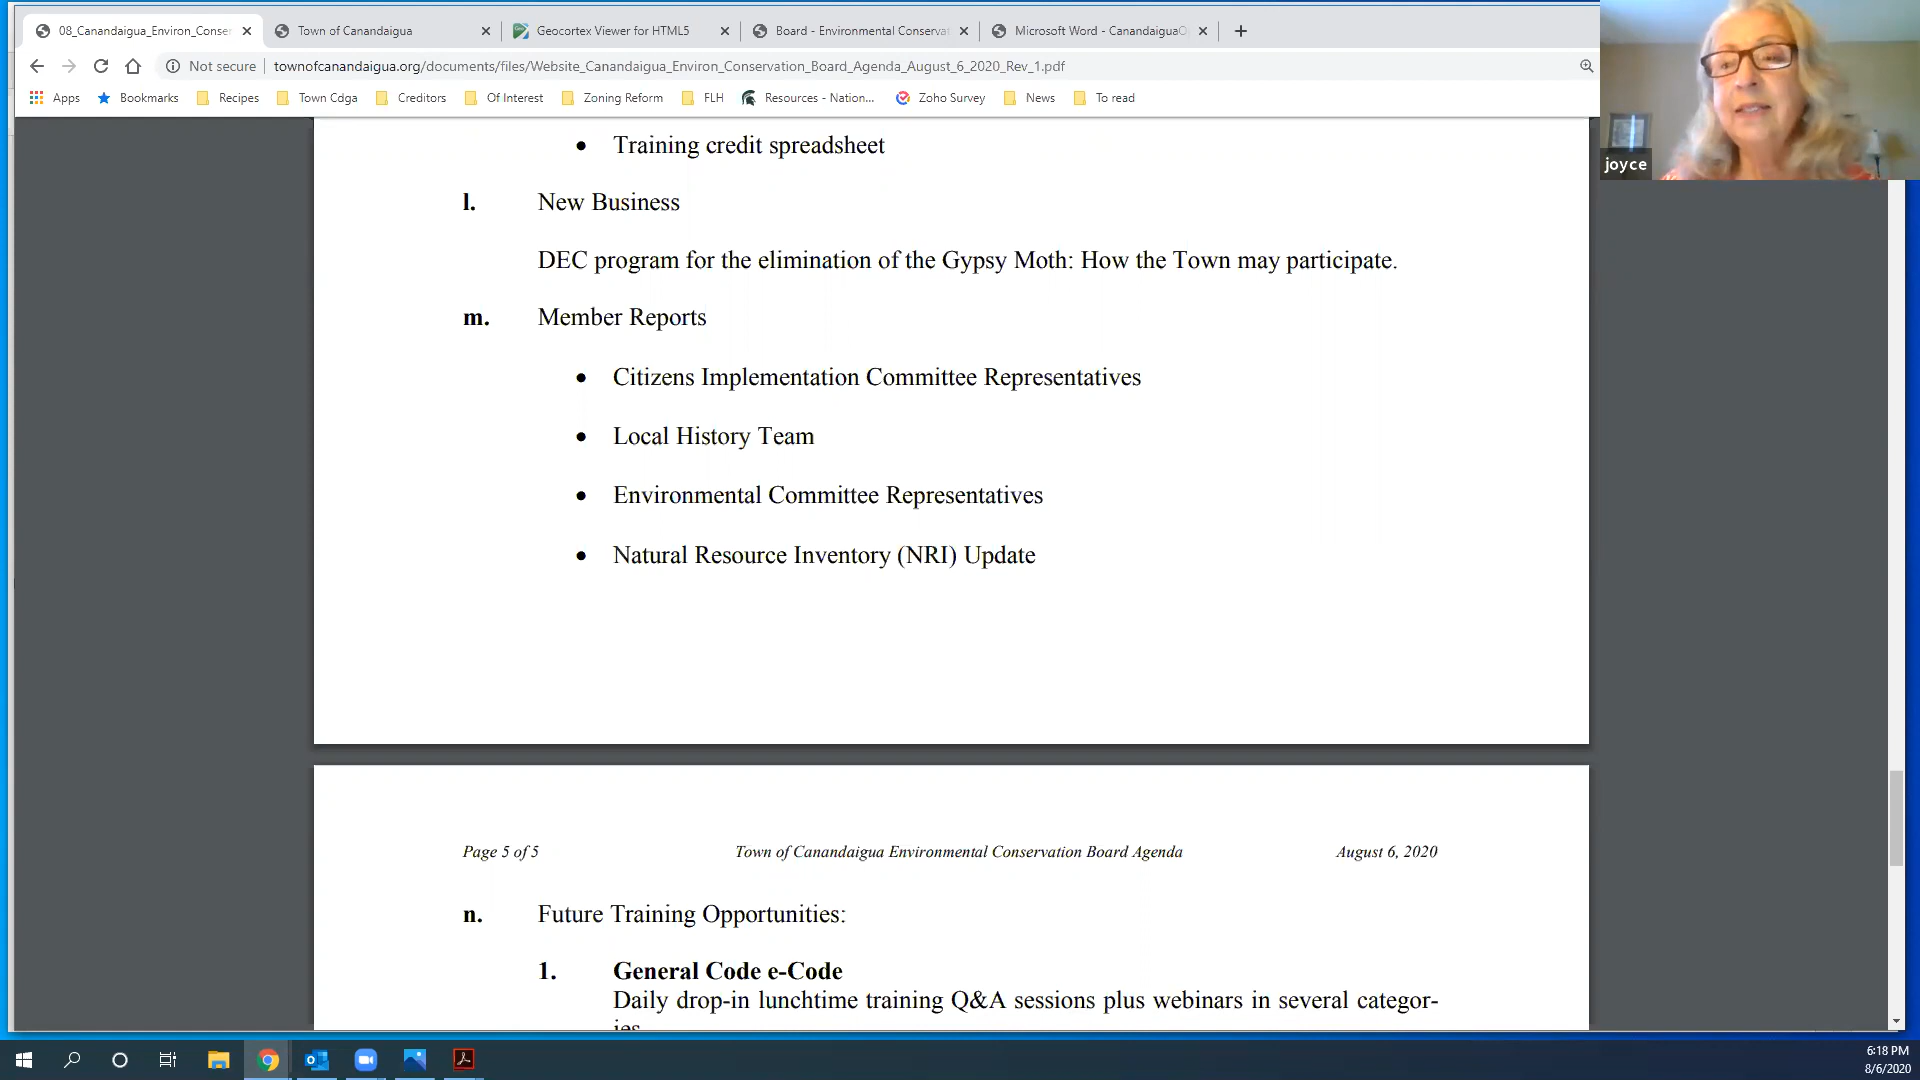 08_Canandaigua_Environ_Conser
Town of Canandaigua
Geocortex Viewer for HTML5
Board - Environmental Conservat
Microsoft Word - CanandaiguaO
Not secure
townofcanandaigua.org/documents/files/Website_Canandaigua_Environ_Conservation_Board_Agenda_August_6_2020_Rev_1.pdf
Apps
Bookmarks
Recipes
Town Cdga
Creditors
Of Interest
Zoning Reform
FLH
Resources - Nation...
Zoho Survey
News
To read
joyce
• Training credit spreadsheet
l. New Business
DEC program for the elimination of the Gypsy Moth: How the Town may participate.
m. Member Reports
• Citizens Implementation Committee Representatives
• Local History Team
• Environmental Committee Representatives
• Natural Resource Inventory (NRI) Update
Page 5 of 5 Town of Canandaigua Environmental Conservation Board Agenda August 6, 2020
n. Future Training Opportunities:
1. General Code e-Code
Daily drop-in lunchtime training Q&A sessions plus webinars in several categor-
ies
6:18 PM
8/6/2020